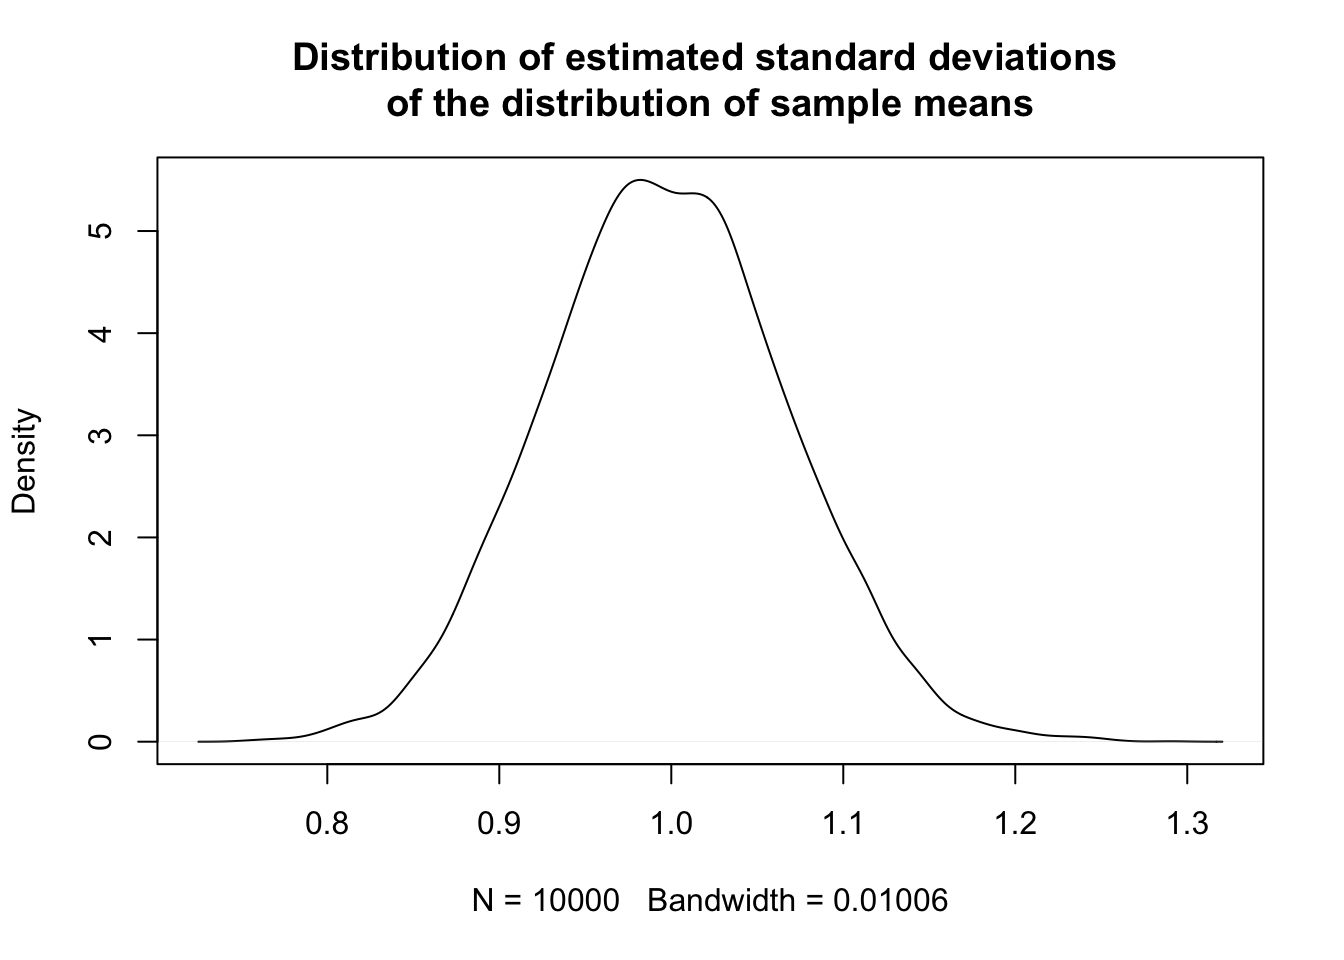 Distribution of estimated standard deviations
of the distribution of sample means
Density
5
4
3
2
1
0
0.8 0.9 1.0 1.1 1.2 1.3
N = 10000 Bandwidth = 0.01006